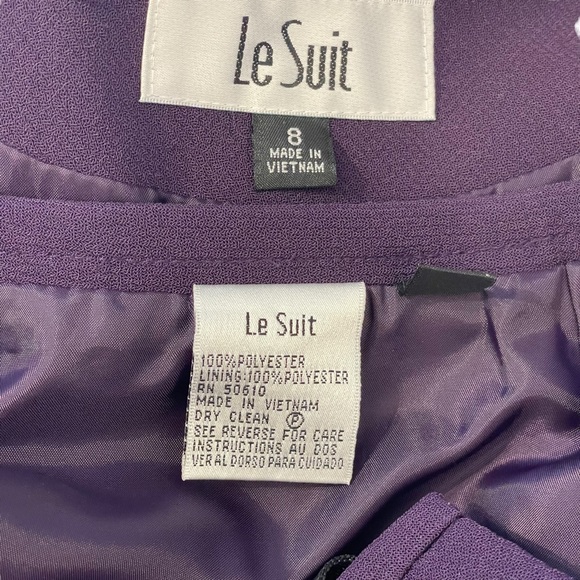 Le Suit
8
MADE IN
VIETNAM
Le Suit
100%POLYESTER
LINING:100%POLYESTER
RN 50610
MADE IN VIETNAM
DRY CLEAN Ⓟ
SEE REVERSE FOR CARE
INSTRUCTIONS AU DOS
VER AL DORSO PARA CUIDADO